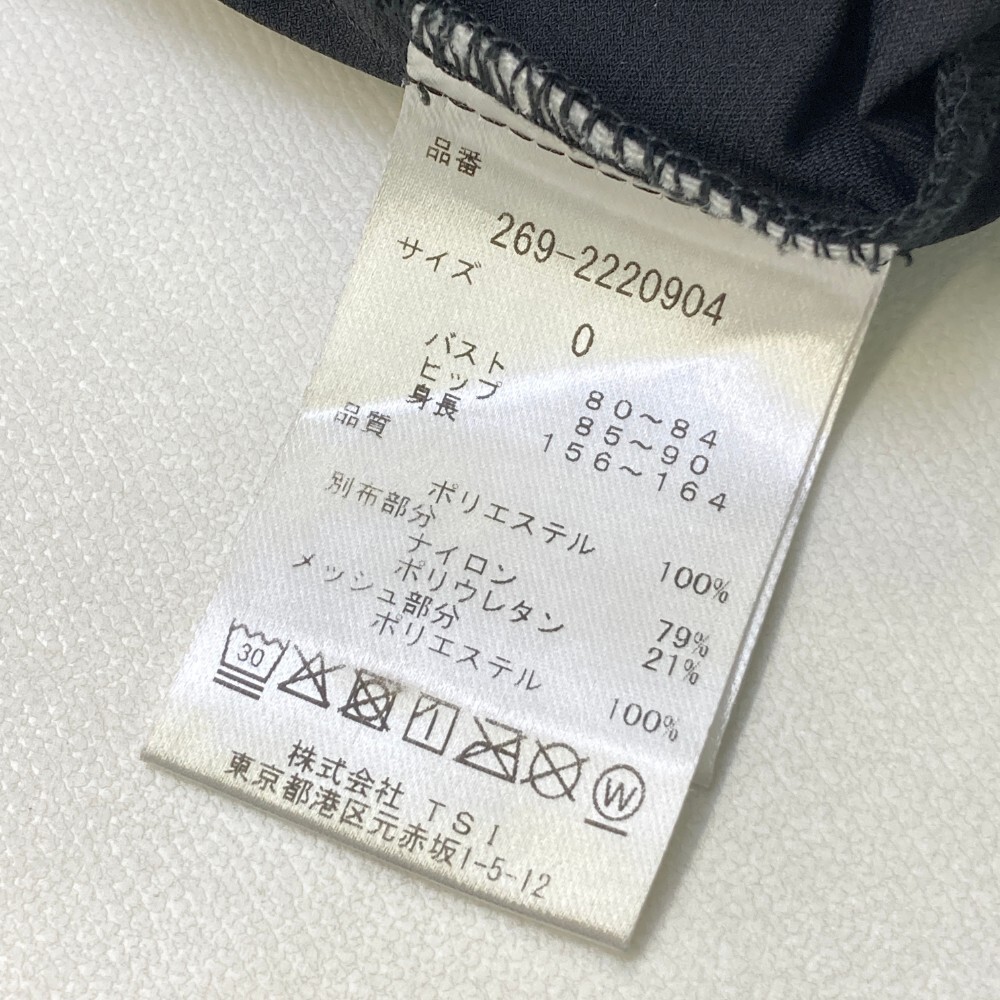 品番
269-2220904
サイズ
0
バスト 80~84
ヒップ 85~90
身長 156~164
品質
ポリエステル 100%
別布部分
ナイロン 79%
ポリウレタン 21%
メッシュ部分
ポリエステル 100%
30 W
株式会社 TSI
東京都港区元赤坂1-5-12